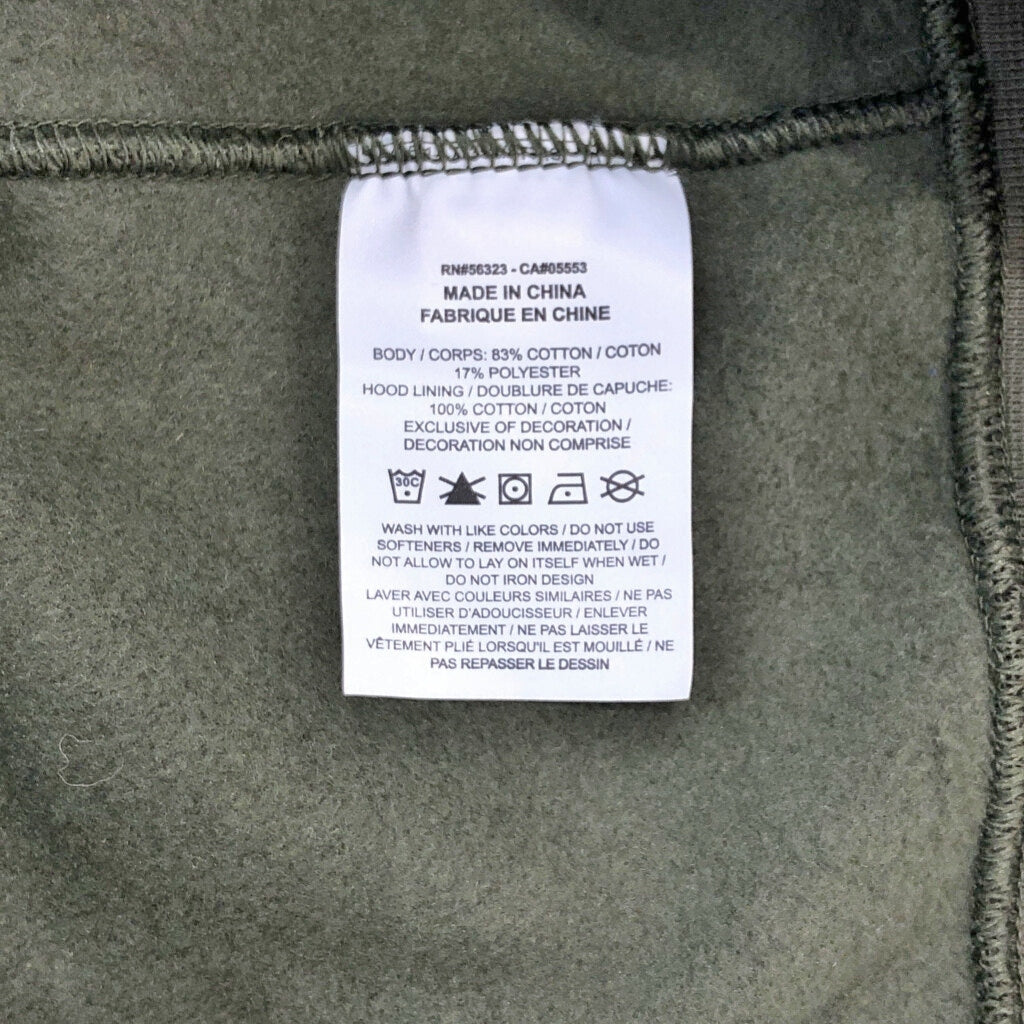 RN#56323 - CA#05553
MADE IN CHINA
FABRIQUE EN CHINE
BODY / CORPS: 83% COTTON / COTON
17% POLYESTER
HOOD LINING / DOUBLURE DE CAPUCHE:
100% COTTON / COTON
EXCLUSIVE OF DECORATION /
DECORATION NON COMPRISE
30C
WASH WITH LIKE COLORS / DO NOT USE
SOFTENERS / REMOVE IMMEDIATELY / DO
NOT ALLOW TO LAY ON ITSELF WHEN WET /
DO NOT IRON DESIGN
LAVER AVEC COULEURS SIMILAIRES / NE PAS
UTILISER D'ADOUCISSEUR / ENLEVER
IMMEDIATEMENT / NE PAS LAISSER LE
VÊTEMENT PLIÉ LORSQU'IL EST MOUILLÉ / NE
PAS REPASSER LE DESSIN